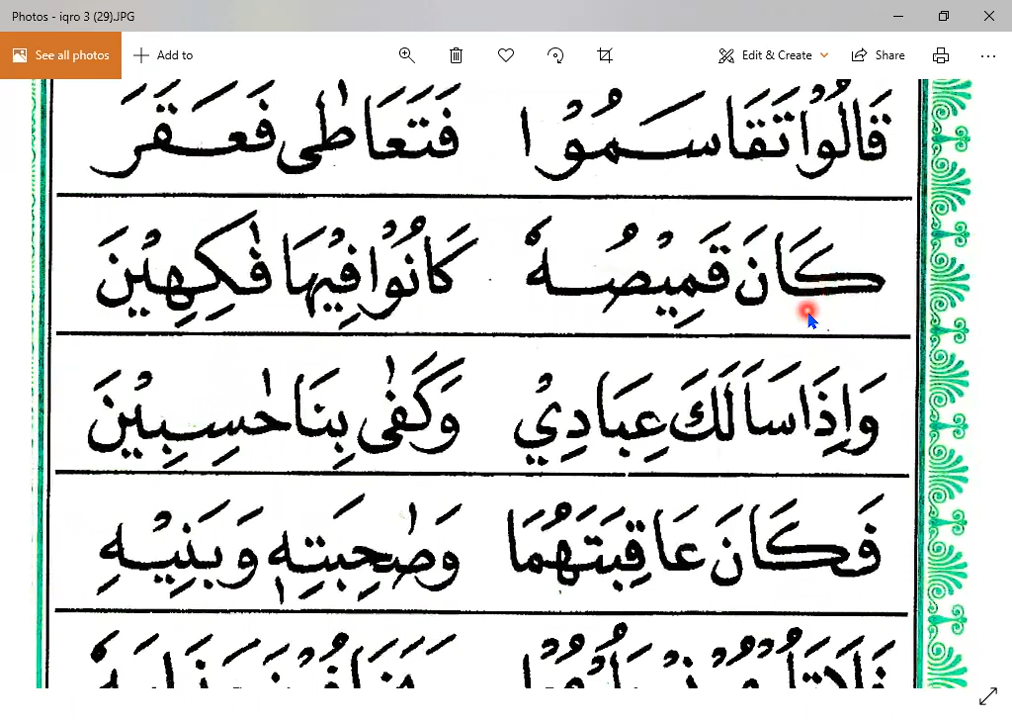 Photos - iqro 3 (29).JPG
See all photos
Add to
Edit & Create
Share
قَالُوْا تَقَا سَمُوْا فَتَعَاطٰى فَعَقَرَ
كَانَ قَمِيْصُهٗ كَانُوْا فِيْهَا فٰكِهِيْنَ
وَاِذَا سَاَ لَكَ عِبَادِيْ وَكَفٰى بِنَا حٰسِبِيْنَ
فَكَانَ عَاقِبَتَهُمَا وَصٰحِبَتِهٖ وَبَنِيْهِ